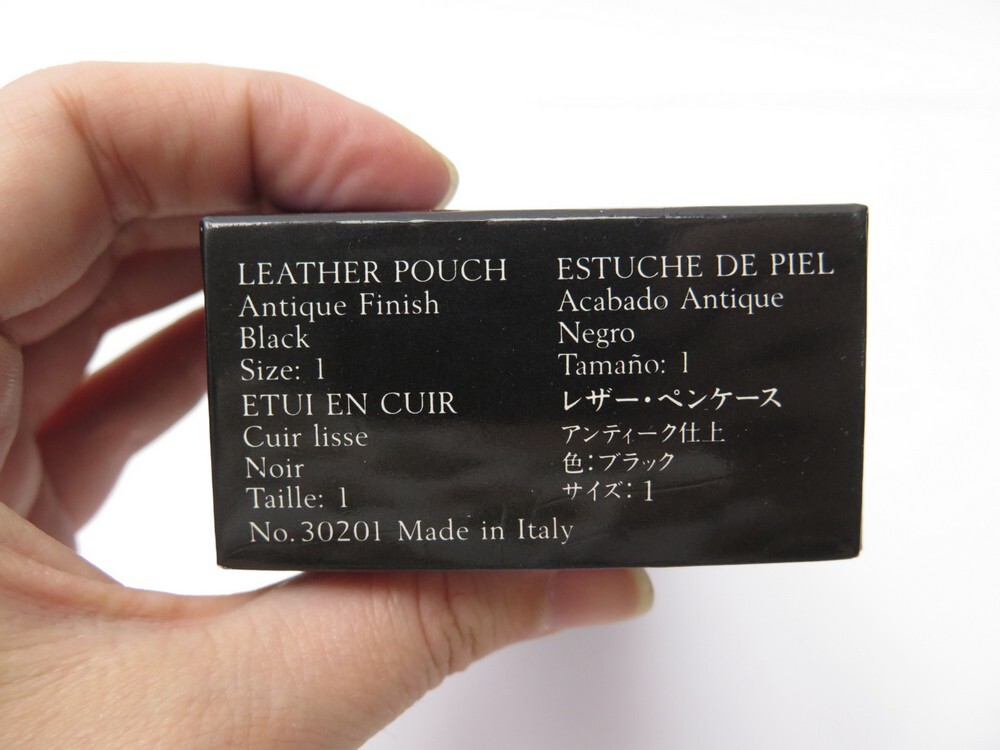 LEATHER POUCH
Antique Finish
Black
Size: 1
ETUI EN CUIR
Cuir lisse
Noir
Taille: 1
No.30201 Made in Italy
ESTUCHE DE PIEL
Acabado Antique
Negro
Tamaño: 1
レザー・ペンケース
アンティーク仕上
色:ブラック
サイズ:1